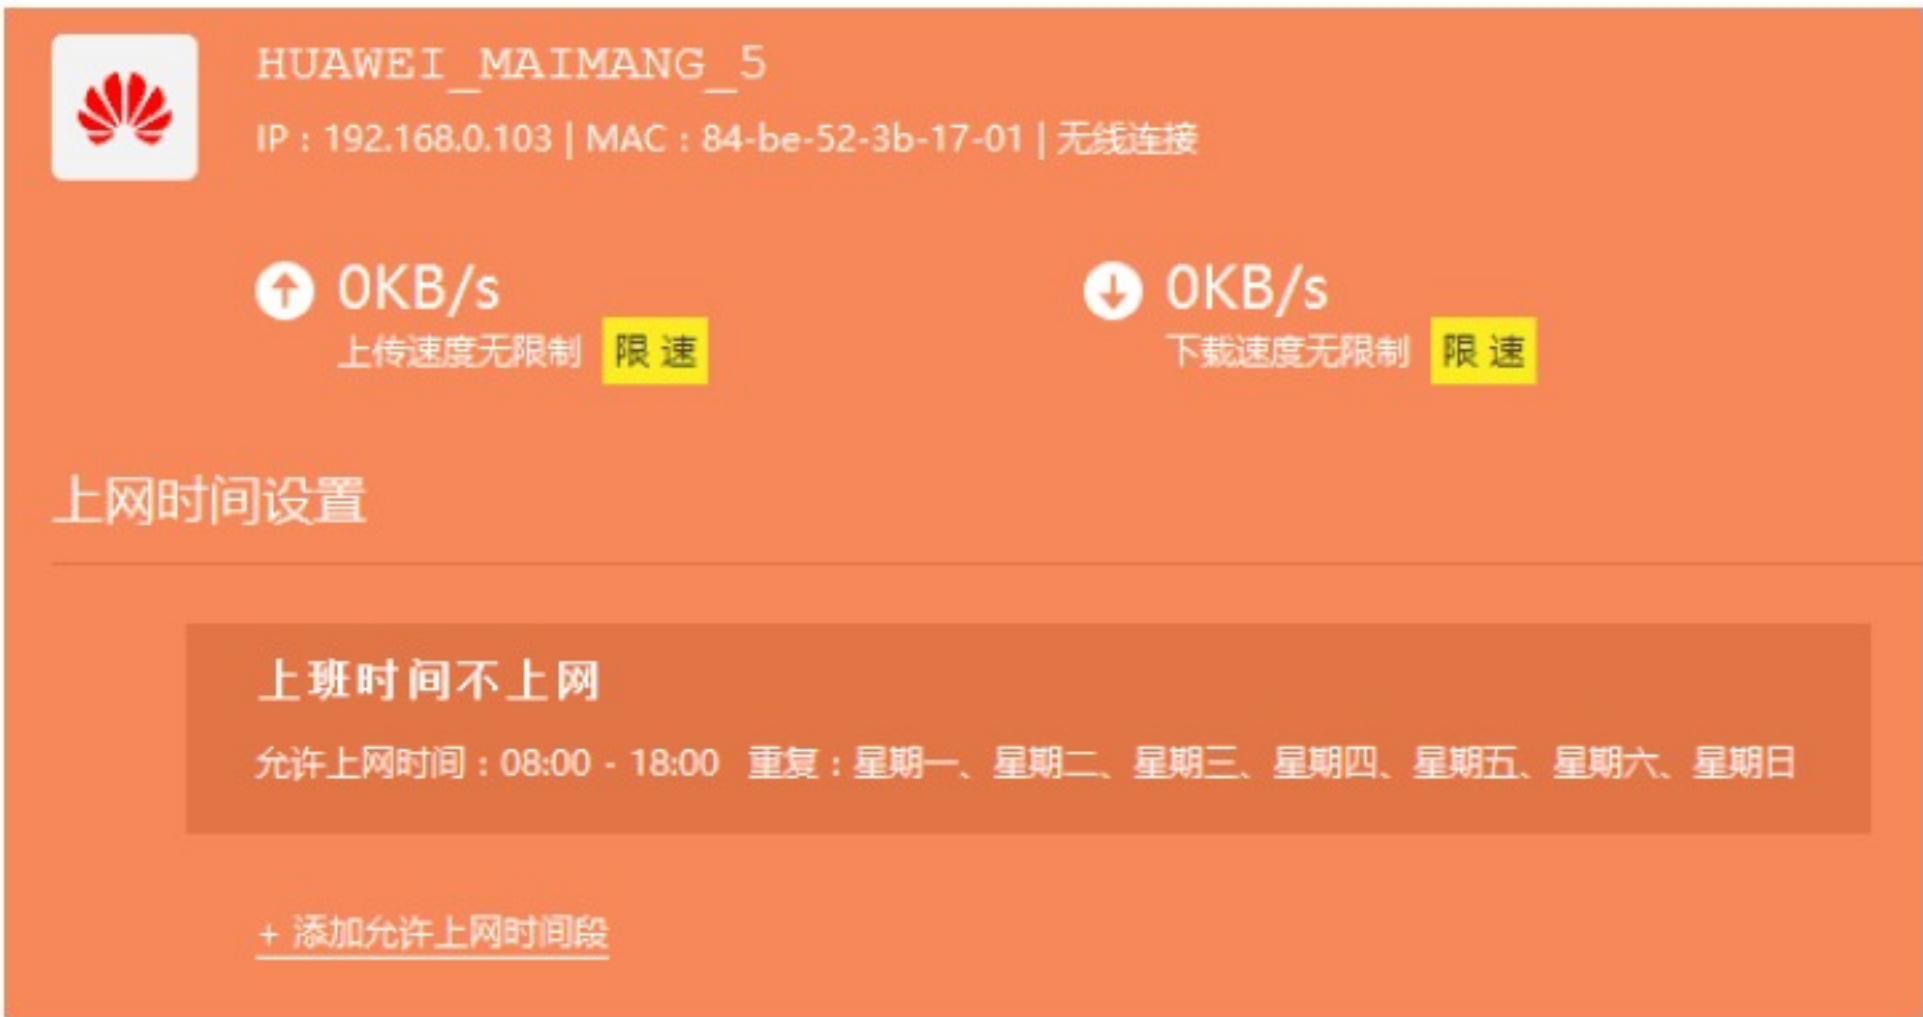 HUAWEI_MAIMANG_5
IP：192.168.0.103 | MAC：84-be-52-3b-17-01 | 无线连接
0KB/s
上传速度无限制 限速
0KB/s
下载速度无限制 限速
上网时间设置
上班时间不上网
允许上网时间：08:00 - 18:00 重复：星期一、星期二、星期三、星期四、星期五、星期六、星期日
+ 添加允许上网时间段